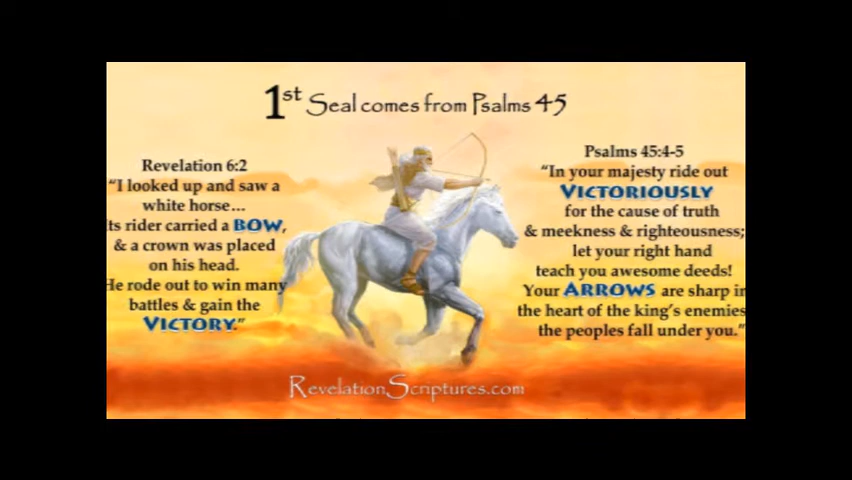 1st Seal comes from Psalms 45
Revelation 6:2
"I looked up and saw a
white horse...
ts rider carried a BOW,
& a crown was placed
on his head.
He rode out to win many
battles & gain the
VICTORY."
Psalms 45:4-5
"In your majesty ride out
VICTORIOUSLY
for the cause of truth
& meekness & righteousness;
let your right hand
teach you awesome deeds!
Your ARROWS are sharp in
the heart of the king's enemies
the peoples fall under you."
RevelationScriptures.com